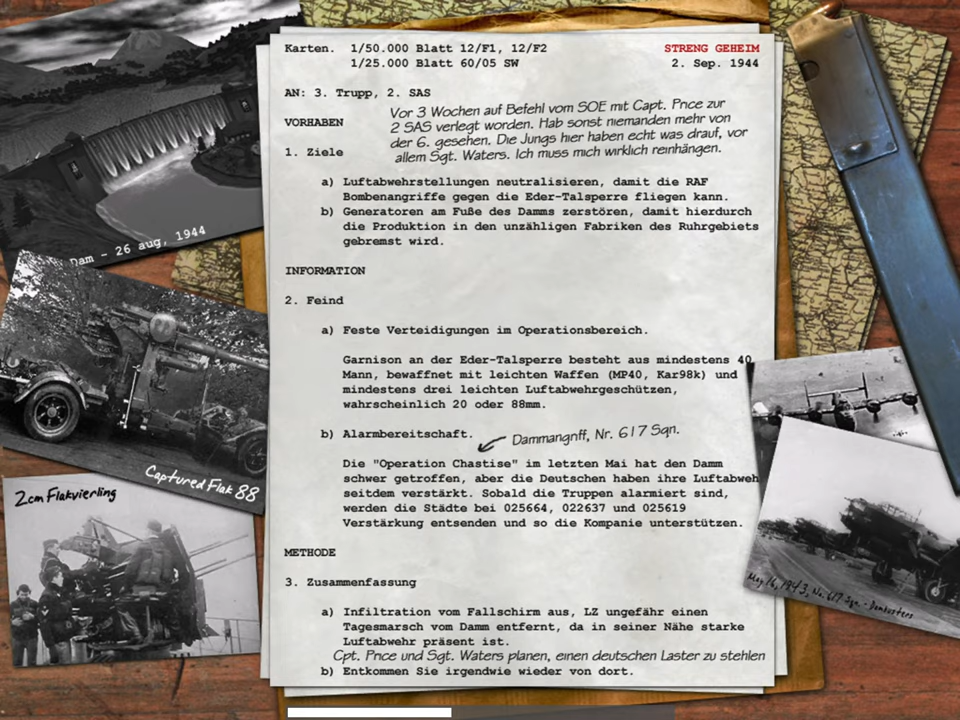 Karten. 1/50.000 Blatt 12/F1, 12/F2
STRENG GEHEIM
1/25.000 Blatt 60/05 SW
2. Sep. 1944
AN: 3. Trupp, 2. SAS
Vor 3 Wochen auf Befehl vom SOE mit Capt. Price zur
2 SAS verlegt worden. Hab sonst niemanden mehr von
der 6. gesehen. Die Jungs hier haben echt was drauf, vor
allem Sgt. Waters. Ich muss mich wirklich reinhängen.
VORHABEN
1. Ziele
a) Luftabwehrstellungen neutralisieren, damit die RAF
Bombenangriffe gegen die Eder-Talsperre fliegen kann.
b) Generatoren am Fuße des Damms zerstören, damit hierdurch
die Produktion in den unzähligen Fabriken des Ruhrgebiets
gebremst wird.
INFORMATION
2. Feind
a) Feste Verteidigungen im Operationsbereich.
Garnison an der Eder-Talsperre besteht aus mindestens 40
Mann, bewaffnet mit leichten Waffen (MP40, Kar98k) und
mindestens drei leichten Luftabwehrgeschützen,
wahrscheinlich 20 oder 88mm.
b) Alarmbereitschaft.
Dammangriff, Nr. 617 Sqn.
Die "Operation Chastise" im letzten Mai hat den Damm
schwer getroffen, aber die Deutschen haben ihre Luftabweh
seitdem verstärkt. Sobald die Truppen alarmiert sind,
werden die Städte bei 025664, 022637 und 025619
Verstärkung entsenden und so die Kompanie unterstützen.
METHODE
3. Zusammenfassung
a) Infiltration vom Fallschirm aus, LZ ungefähr einen
Tagesmarsch vom Damm entfernt, da in seiner Nähe starke
Luftabwehr präsent ist.
Cpt. Price und Sgt. Waters planen, einen deutschen Laster zu stehlen
b) Entkommen Sie irgendwie wieder von dort.
Dam - 26 aug, 1944
Captured Flak 88
2cm Flakvierling
May 16, 1943, No. 617 Sqn. - Dambusters